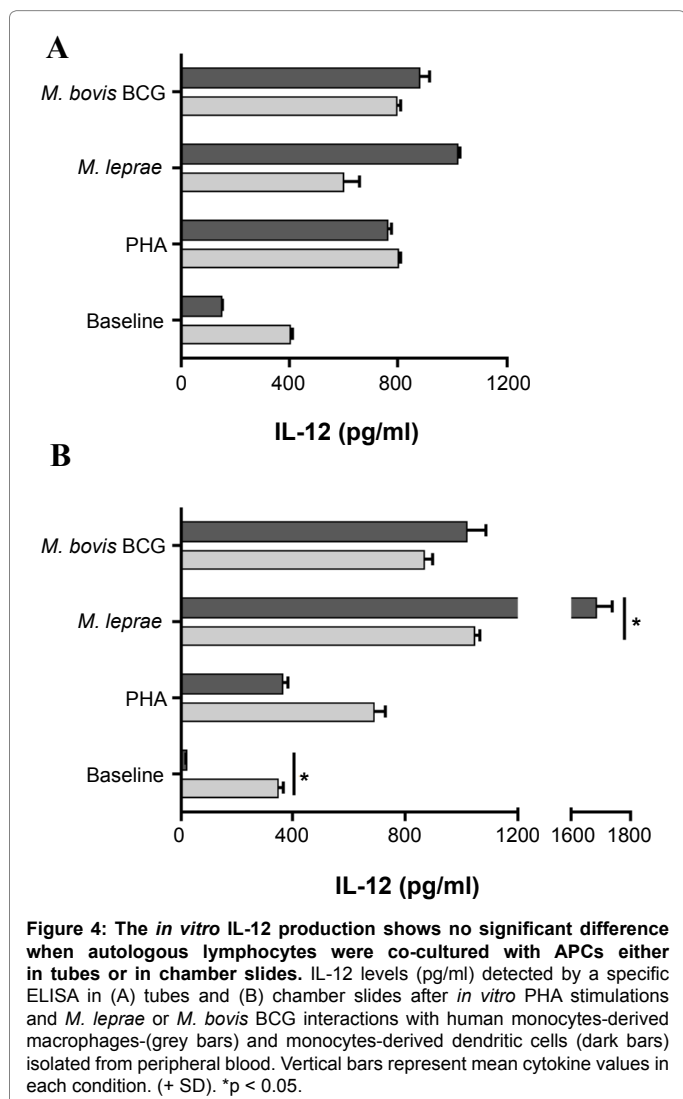 A
M. bovis BCG
M. leprae
PHA
Baseline
0 400 800 1200
IL-12 (pg/ml)
B
M. bovis BCG
M. leprae
*
PHA
Baseline
*
0 400 800 1200 1600 1800
IL-12 (pg/ml)
Figure 4: The in vitro IL-12 production shows no significant difference
when autologous lymphocytes were co-cultured with APCs either
in tubes or in chamber slides. IL-12 levels (pg/ml) detected by a specific
ELISA in (A) tubes and (B) chamber slides after in vitro PHA stimulations
and M. leprae or M. bovis BCG interactions with human monocytes-derived
macrophages-(grey bars) and monocytes-derived dendritic cells (dark bars)
isolated from peripheral blood. Vertical bars represent mean cytokine values in
each condition. (+ SD). *p < 0.05.